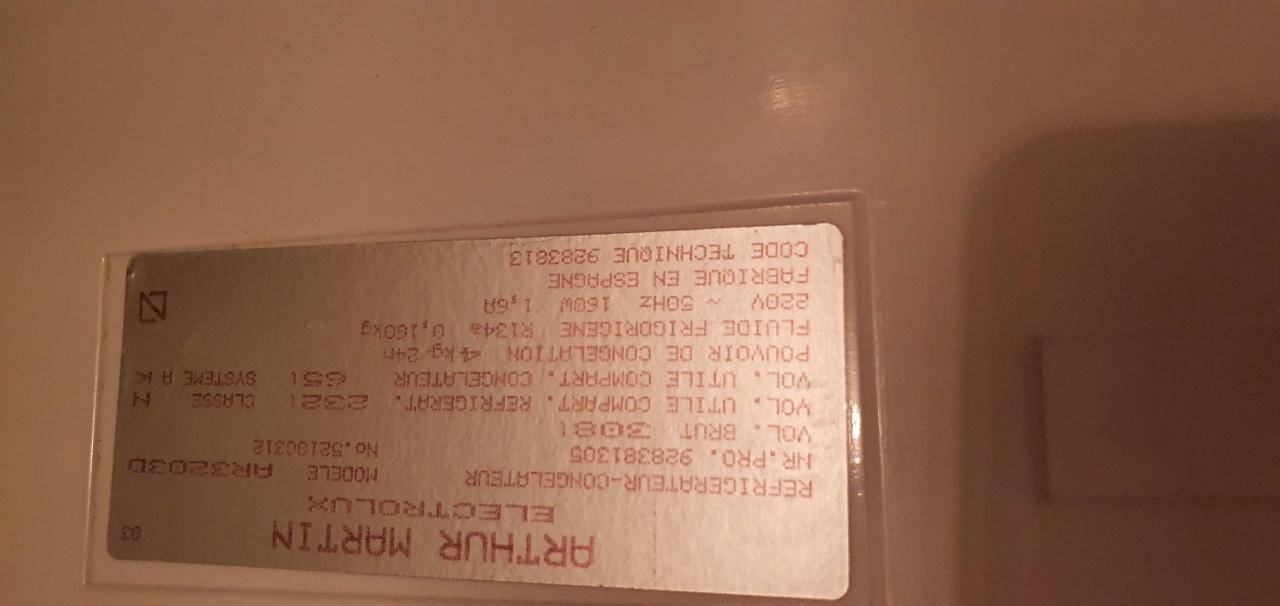 83
ARTHUR MARTIN
ELECTROLUX
REFRIGERATEUR-CONGELATEUR MODELE AR3203D
NR.PRO. 928381305 No.52180312
VOL. BRUT 308l
VOL. UTILE COMPART. REFRIGERAT. 232l CLASSE N
VOL. UTILE COMPART. CONGELATEUR 65l SYSTEME A K
POUVOIR DE CONGELATION 4kg/24h
FLUIDE FRIGORIGENE R134a 0,160kg
220V ~ 50Hz 160W 1,6A
FABRIQUE EN ESPAGNE
CODE TECHNIQUE 9283813